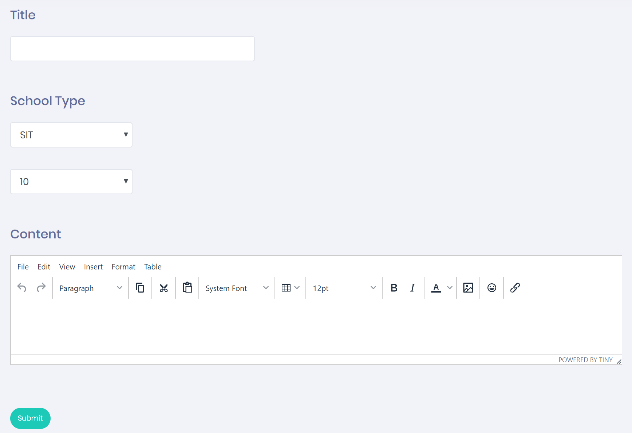 Title
School Type
SIT
10
Content
File Edit View Insert Format Table
Paragraph System Font 12pt B I A
POWERED BY TINY
Submit